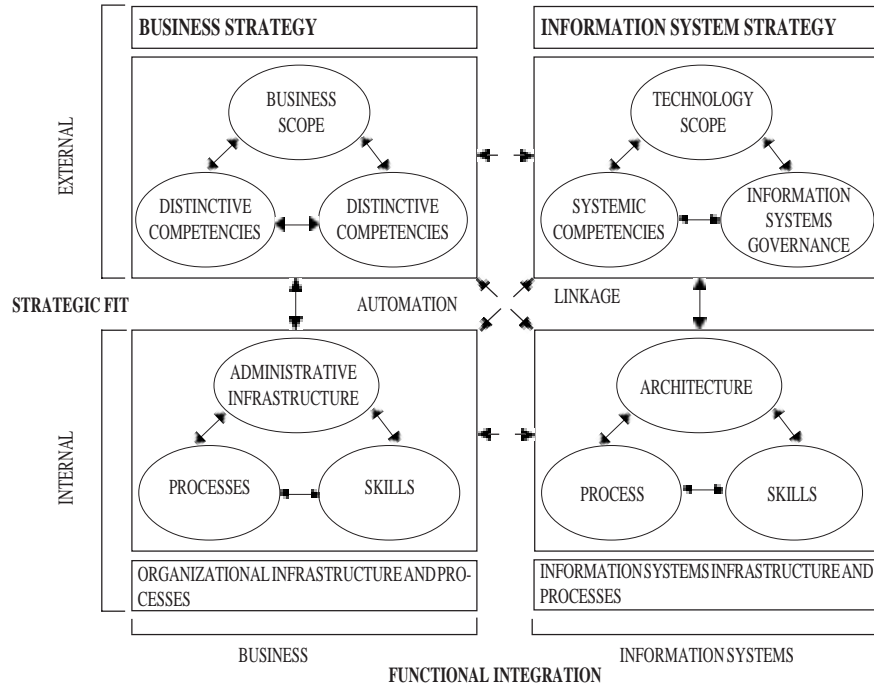 BUSINESS STRATEGY
INFORMATION SYSTEM STRATEGY
EXTERNAL
BUSINESS
SCOPE
DISTINCTIVE
COMPETENCIES
DISTINCTIVE
COMPETENCIES
TECHNOLOGY
SCOPE
SYSTEMIC
COMPETENCIES
INFORMATION
SYSTEMS
GOVERNANCE
STRATEGIC FIT
AUTOMATION
LINKAGE
INTERNAL
ADMINISTRATIVE
INFRASTRUCTURE
PROCESSES
SKILLS
ARCHITECTURE
PROCESS
SKILLS
ORGANIZATIONAL INFRASTRUCTURE AND PRO-
CESSES
INFORMATION SYSTEMS INFRASTRUCTURE AND
PROCESSES
BUSINESS
INFORMATION SYSTEMS
FUNCTIONAL INTEGRATION